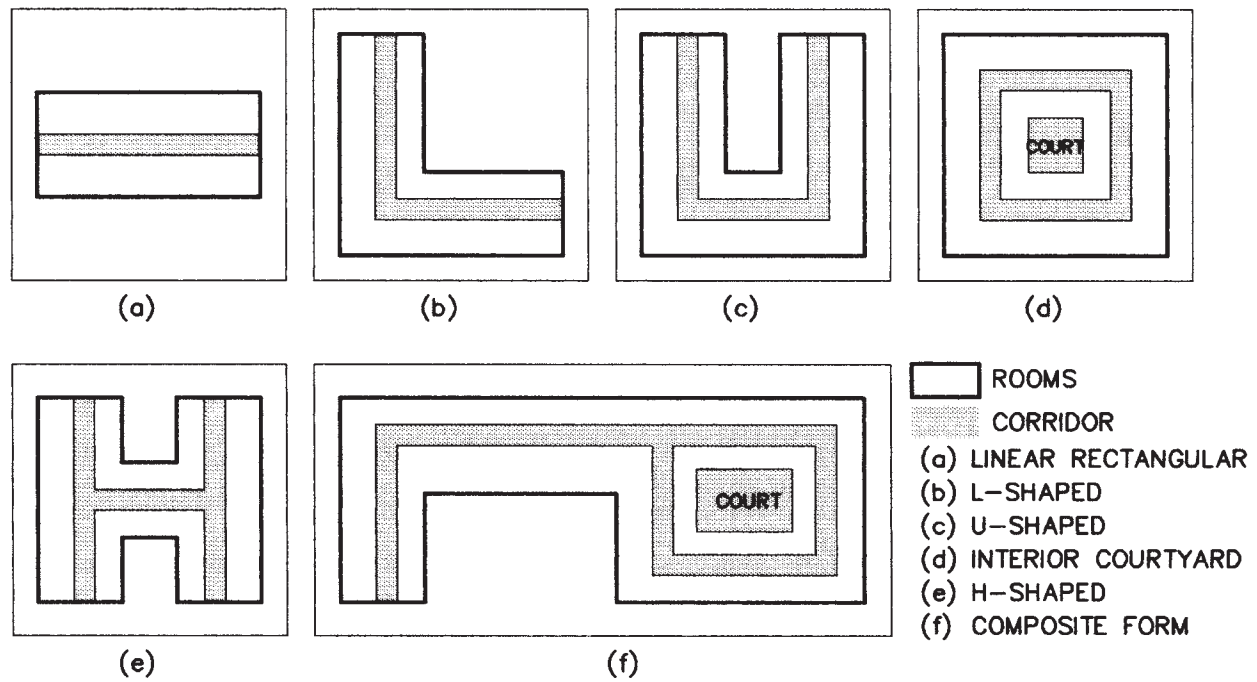 COURT
(a)
(b)
(c)
(d)
COURT
(e)
(f)
ROOMS
CORRIDOR
(a) LINEAR RECTANGULAR
(b) L-SHAPED
(c) U-SHAPED
(d) INTERIOR COURTYARD
(e) H-SHAPED
(f) COMPOSITE FORM